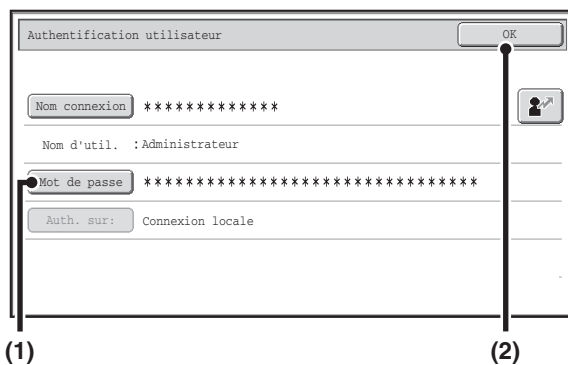 Authentification utilisateur OK
Nom connexion *************
Nom d'util. :Administrateur
Mot de passe ********************************
Auth. sur: Connexion locale
(1) (2)